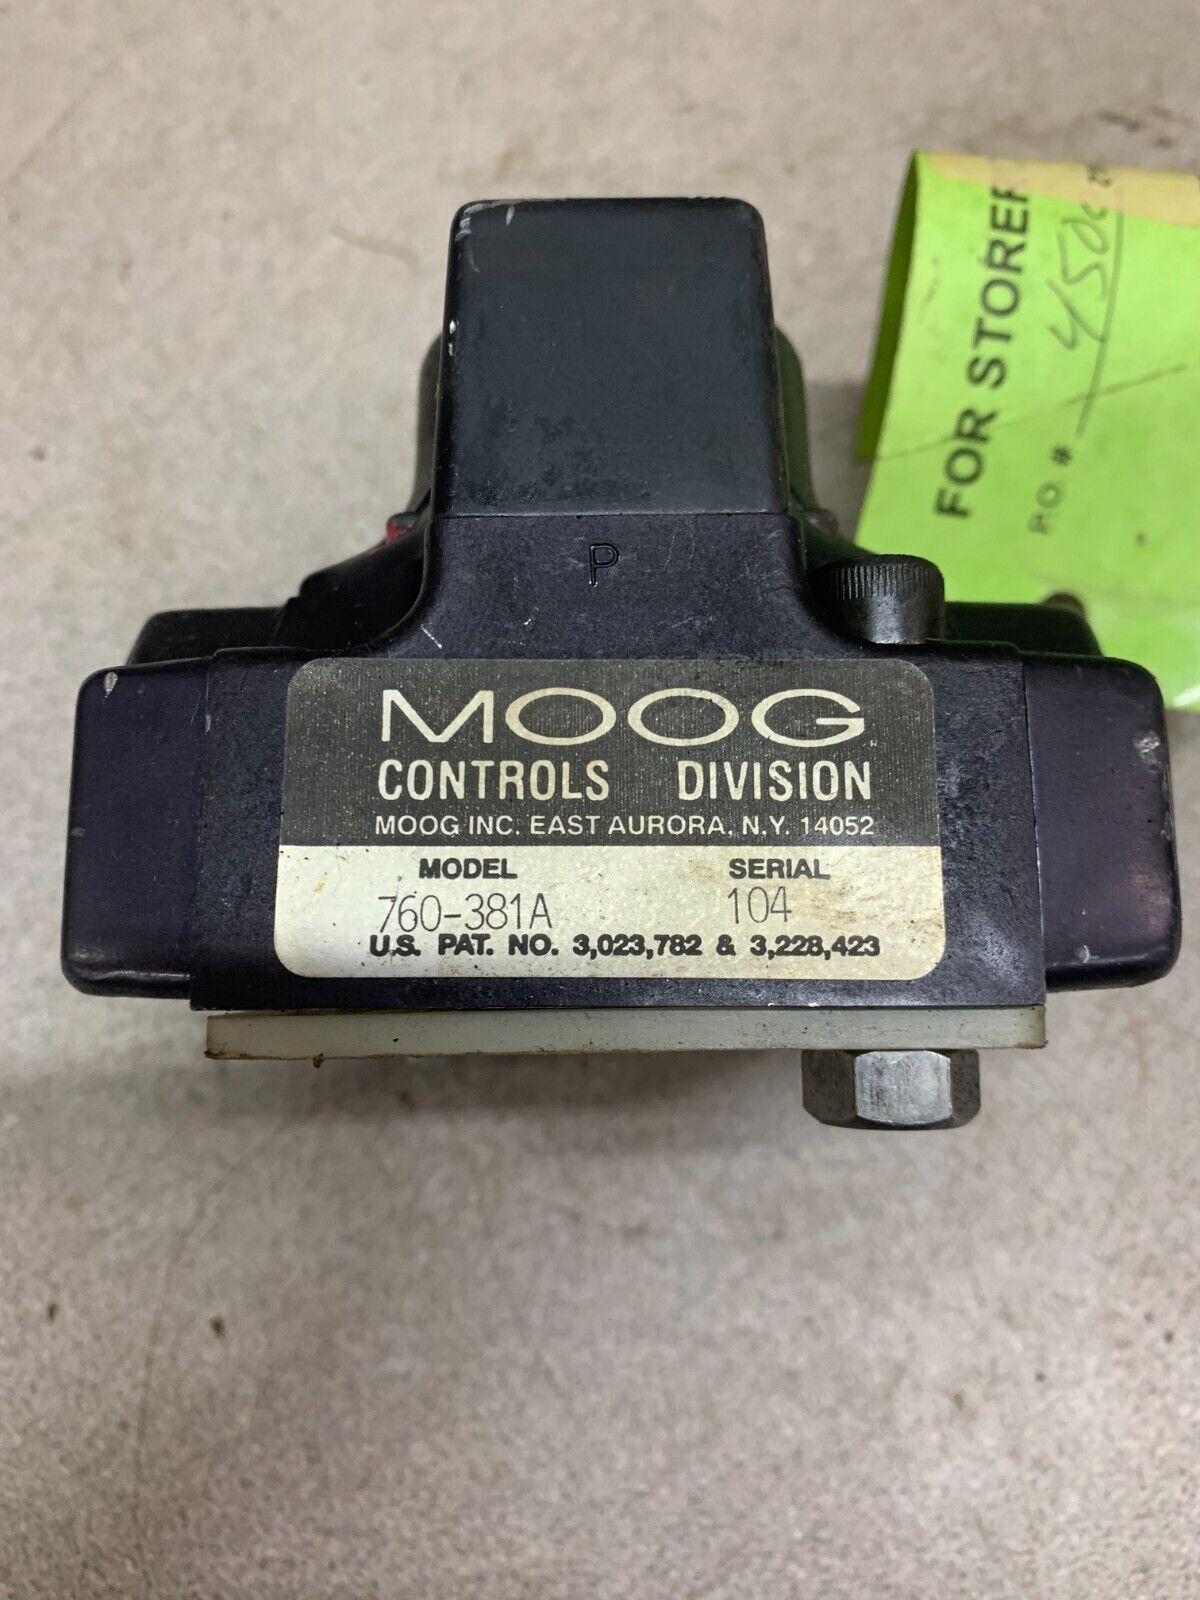 P
MOOG
CONTROLS DIVISION
MOOG INC. EAST AURORA, N.Y. 14052
MODEL SERIAL
760-381A 104
U.S. PAT. NO. 3,023,782 & 3,228,423
FOR
P.O. #